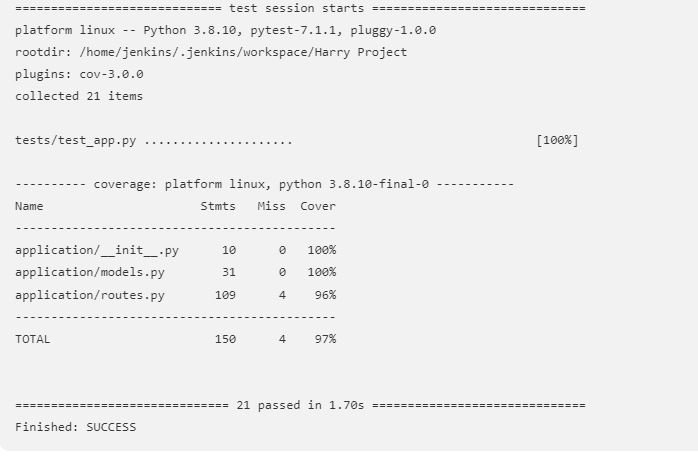 ============================= test session starts ==============================
platform linux -- Python 3.8.10, pytest-7.1.1, pluggy-1.0.0
rootdir: /home/jenkins/.jenkins/workspace/Harry Project
plugins: cov-3.0.0
collected 21 items
tests/test_app.py ..................... [100%]
---------- coverage: platform linux, python 3.8.10-final-0 -----------
Name Stmts Miss Cover
---------------------------------------------
application/__init__.py 10 0 100%
application/models.py 31 0 100%
application/routes.py 109 4 96%
---------------------------------------------
TOTAL 150 4 97%
============================== 21 passed in 1.70s ==============================
Finished: SUCCESS